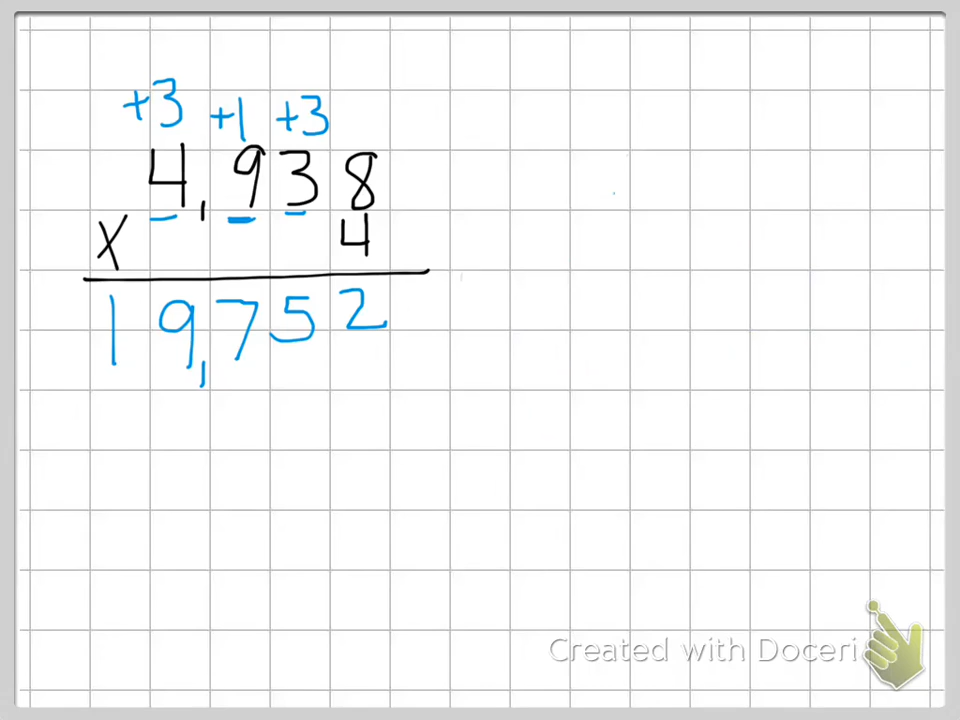 +3 +1 +3
4,938
x 4
19,752
Created with Doceri